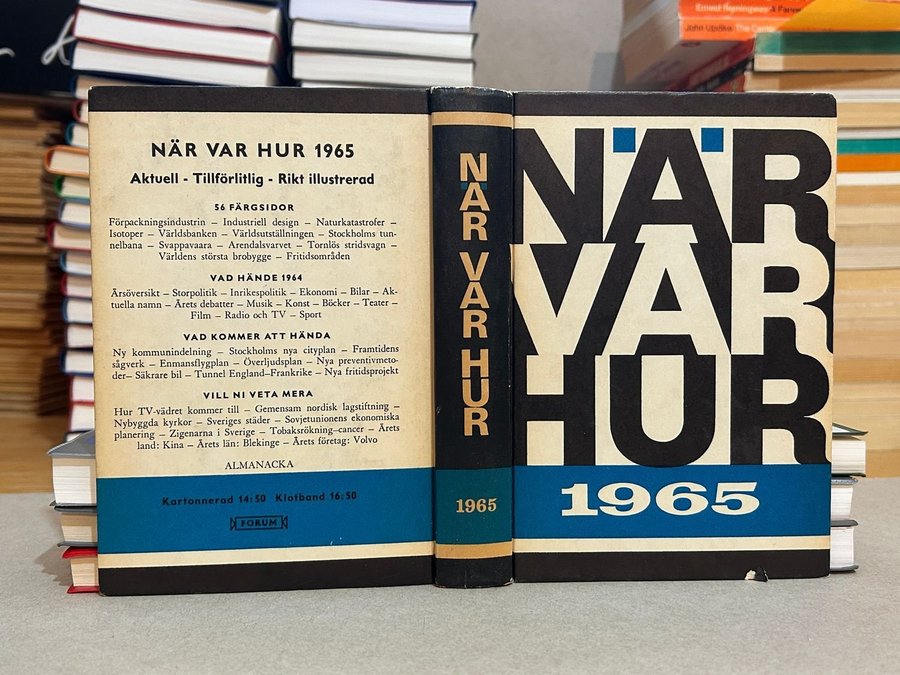 NÄR VAR HUR 1965
Aktuell - Tillförlitlig - Rikt illustrerad
56 FÄRGSIDOR
Förpackningsindustrin – Industriell design – Naturkatastrofer –
Isotoper – Världsbanken – Världsutställningen – Stockholms tun-
nelbana – Svappavaara – Arendalsvarvet – Tornlös stridsvagn –
Världens största brobygge – Fritidsområden
VAD HÄNDE 1964
Årsöversikt – Storpolitik – Inrikespolitik – Ekonomi – Bilar – Ak-
tuella namn – Årets debatter – Musik – Konst – Böcker – Teater –
Film – Radio och TV – Sport
VAD KOMMER ATT HÄNDA
Ny kommunindelning – Stockholms nya cityplan – Framtidens
sågverk – Enmansflygplan – Överljudsplan – Nya preventivmeto-
der– Säkrare bil – Tunnel England–Frankrike – Nya fritidsprojekt
VILL NI VETA MERA
Hur TV-vädret kommer till – Gemensam nordisk lagstiftning –
Nybyggda kyrkor – Sveriges städer – Sovjetunionens ekonomiska
planering – Zigenarna i Sverige – Tobaksrökning–cancer – Årets
land: Kina – Årets län: Blekinge – Årets företag: Volvo
ALMANACKA
Kartonnerad 14:50 Klotband 16:50
FORUM
NÄR VAR HUR
1965
NÄR
VAR
HUR
1965
Ernest Hemingway
John Updike